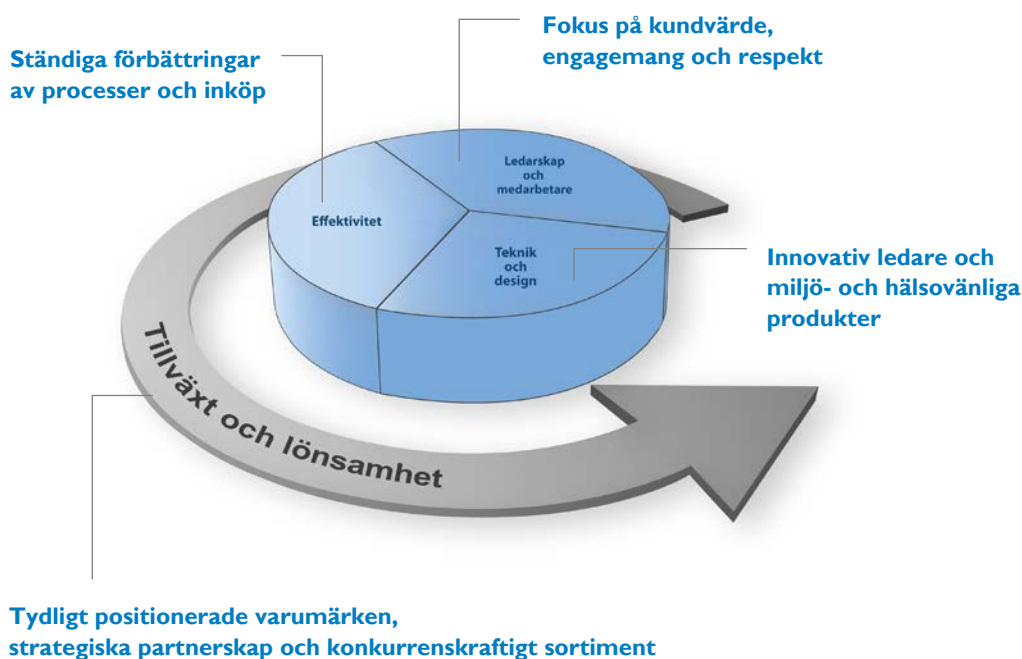 Fokus på kundvärde,
engagemang och respekt
Ständiga förbättringar
av processer och inköp
Ledarskap
och
medarbetare
Effektivitet
Teknik
och
design
Innovativ ledare och
miljö- och hälsovänliga
produkter
Tillväxt och lönsamhet
Tydligt positionerade varumärken,
strategiska partnerskap och konkurrenskraftigt sortiment